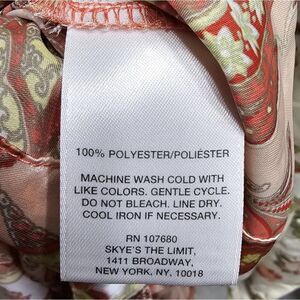 100% POLYESTER/POLIÉSTER
MACHINE WASH COLD WITH
LIKE COLORS. GENTLE CYCLE.
DO NOT BLEACH. LINE DRY.
COOL IRON IF NECESSARY.
RN 107680
SKYE'S THE LIMIT,
1411 BROADWAY,
NEW YORK, NY, 10018